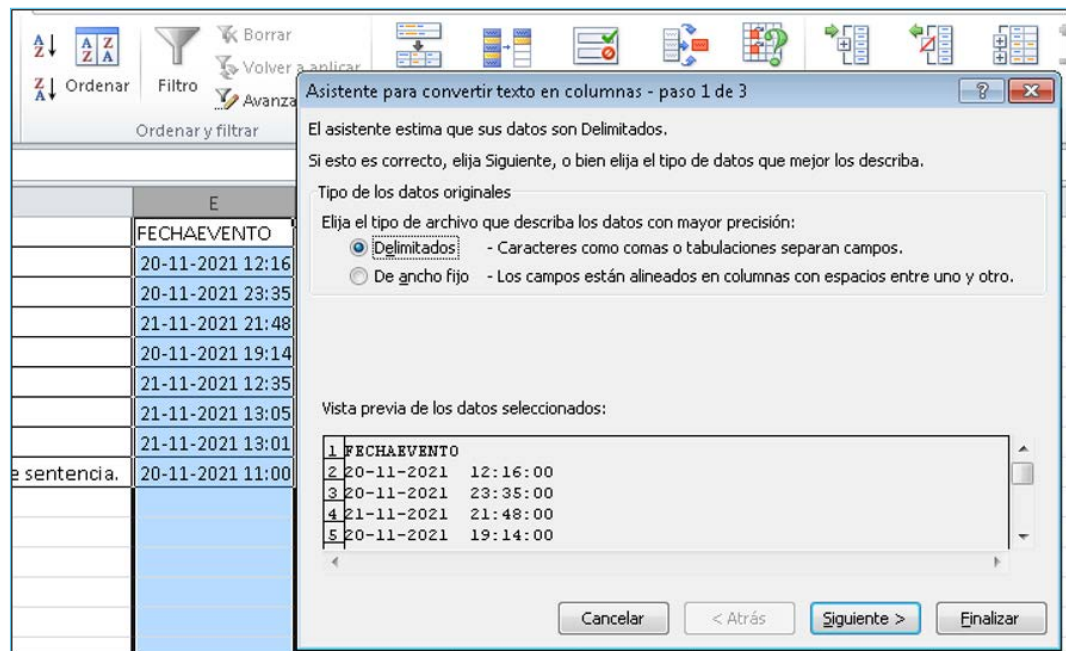 Borrar
Volver a aplicar
Ordenar
Filtro
Avanza
Ordenar y filtrar
Asistente para convertir texto en columnas - paso 1 de 3
El asistente estima que sus datos son Delimitados.
Si esto es correcto, elija Siguiente, o bien elija el tipo de datos que mejor los describa.
Tipo de los datos originales
Elija el tipo de archivo que describa los datos con mayor precisión:
Delimitados - Caracteres como comas o tabulaciones separan campos.
De ancho fijo - Los campos están alineados en columnas con espacios entre uno y otro.
Vista previa de los datos seleccionados:
1 FECHAEVENTO
2 20-11-2021 12:16:00
3 20-11-2021 23:35:00
4 21-11-2021 21:48:00
5 20-11-2021 19:14:00
Cancelar
< Atrás
Siguiente >
Finalizar
E
FECHAEVENTO
20-11-2021 12:16
20-11-2021 23:35
21-11-2021 21:48
20-11-2021 19:14
21-11-2021 12:35
21-11-2021 13:05
21-11-2021 13:01
e sentencia. 20-11-2021 11:00